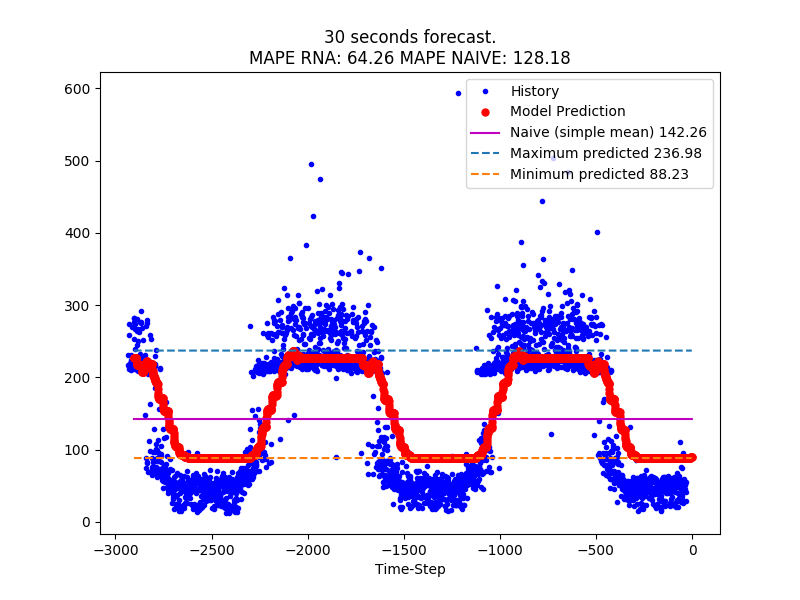 30 seconds forecast.
MAPE RNA: 64.26 MAPE NAIVE: 128.18
600
500
400
300
200
100
0
History
Model Prediction
Naive (simple mean) 142.26
Maximum predicted 236.98
Minimum predicted 88.23
−3000 −2500 −2000 −1500 −1000 −500 0
Time-Step